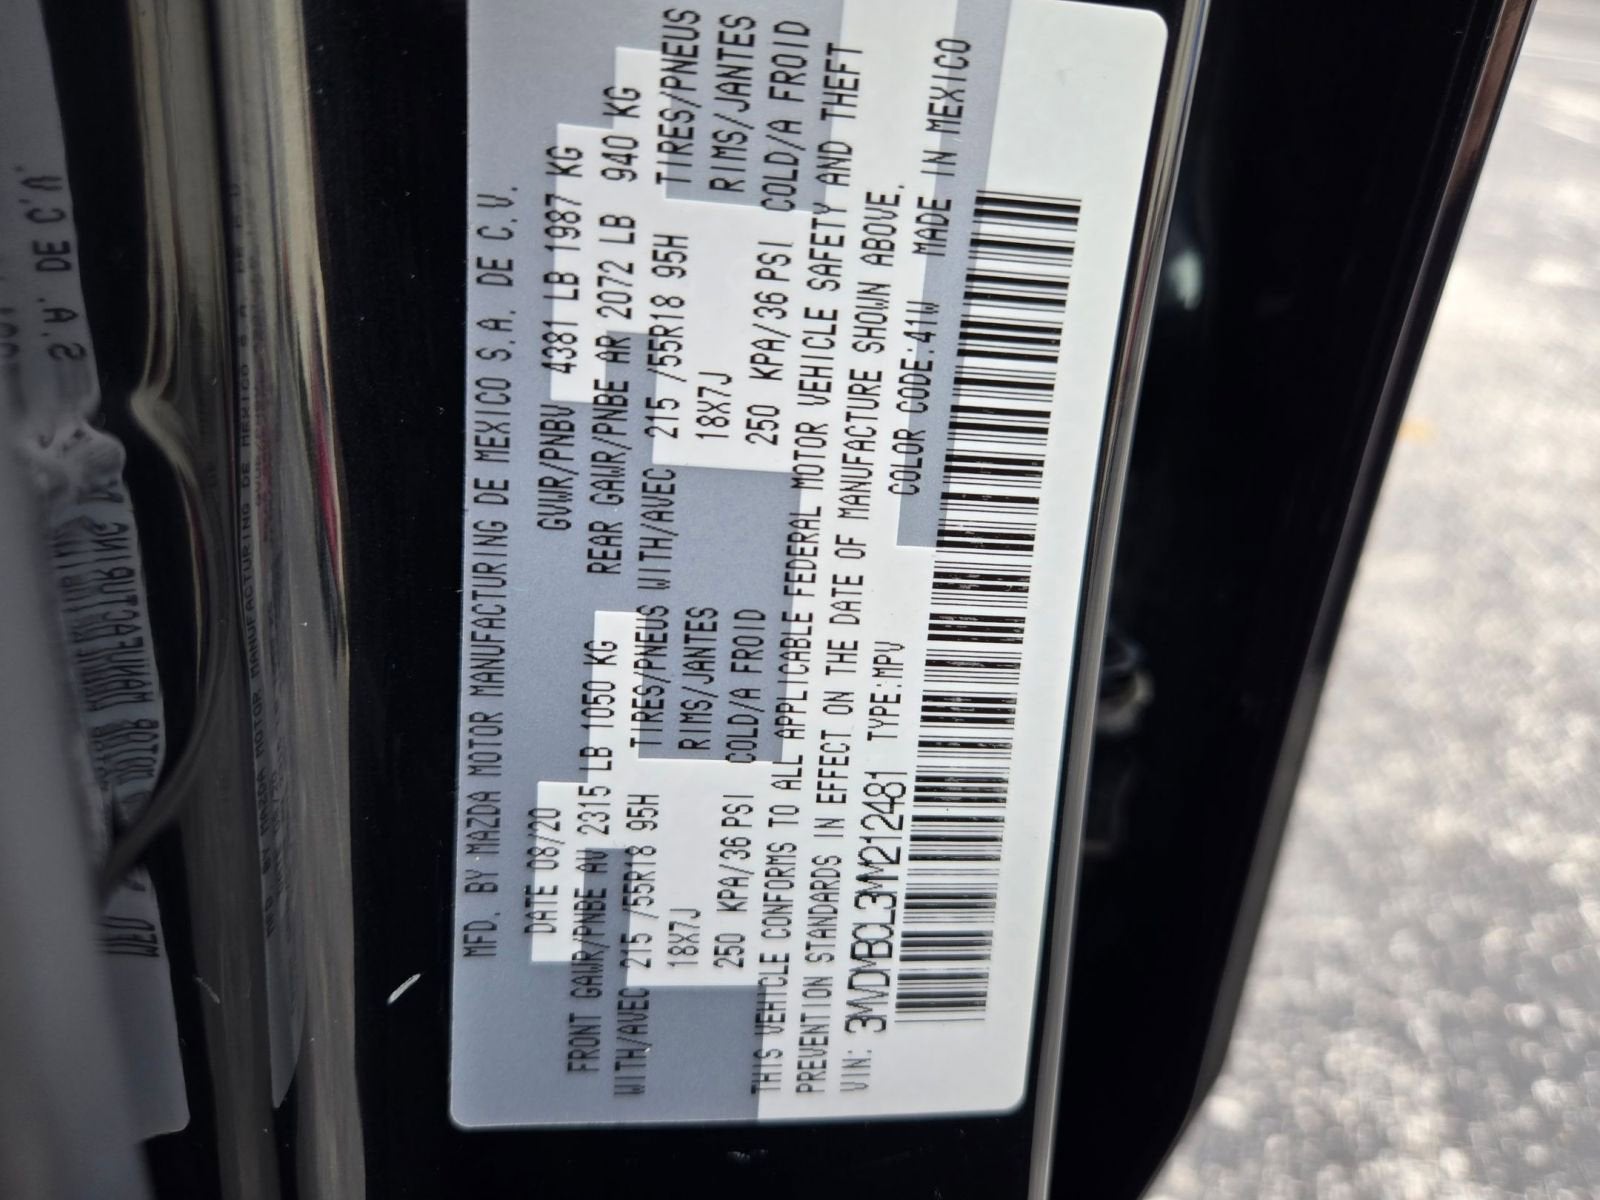 MFD. BY MAZDA MOTOR MANUFACTURING DE MEXICO S.A. DE C.V.
DATE 08/20 GVWR/PNBV 4381 LB 1987 KG
FRONT GAWR/PNBE AV 2315 LB 1050 KG REAR GAWR/PNBE AR 2072 LB 940 KG
WITH/AVEC 215 /55R18 95H TIRES/PNEUS WITH/AVEC 215 /55R18 95H TIRES/PNEUS
18X7J RIMS/JANTES 18X7J RIMS/JANTES
250 KPA/36 PSI COLD/A FROID 250 KPA/36 PSI COLD/A FROID
THIS VEHICLE CONFORMS TO ALL APPLICABLE FEDERAL MOTOR VEHICLE SAFETY AND THEFT
PREVENTION STANDARDS IN EFFECT ON THE DATE OF MANUFACTURE SHOWN ABOVE.
VIN: 3MVDMBCL3MM212481 TYPE:MPV COLOR CODE:41W MADE IN MEXICO